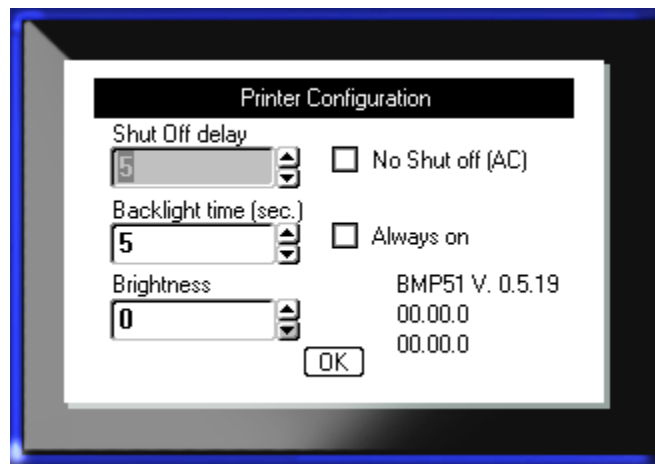 Printer Configuration
Shut Off delay
5
No Shut off (AC)
Backlight time (sec.)
5
Always on
Brightness
0
BMP51 V. 0.5.19
00.00.0
00.00.0
OK